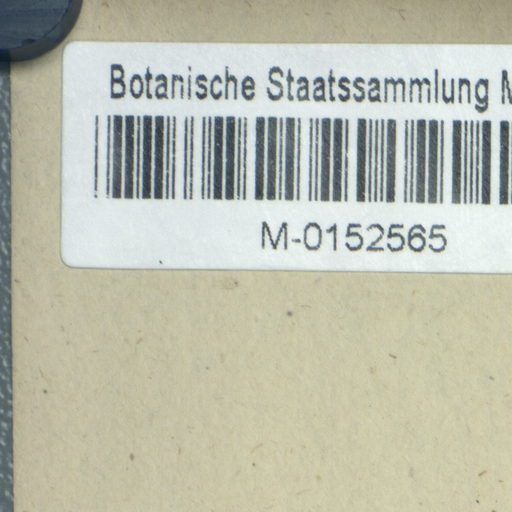 Botanische Staatssammlung
M-0152565